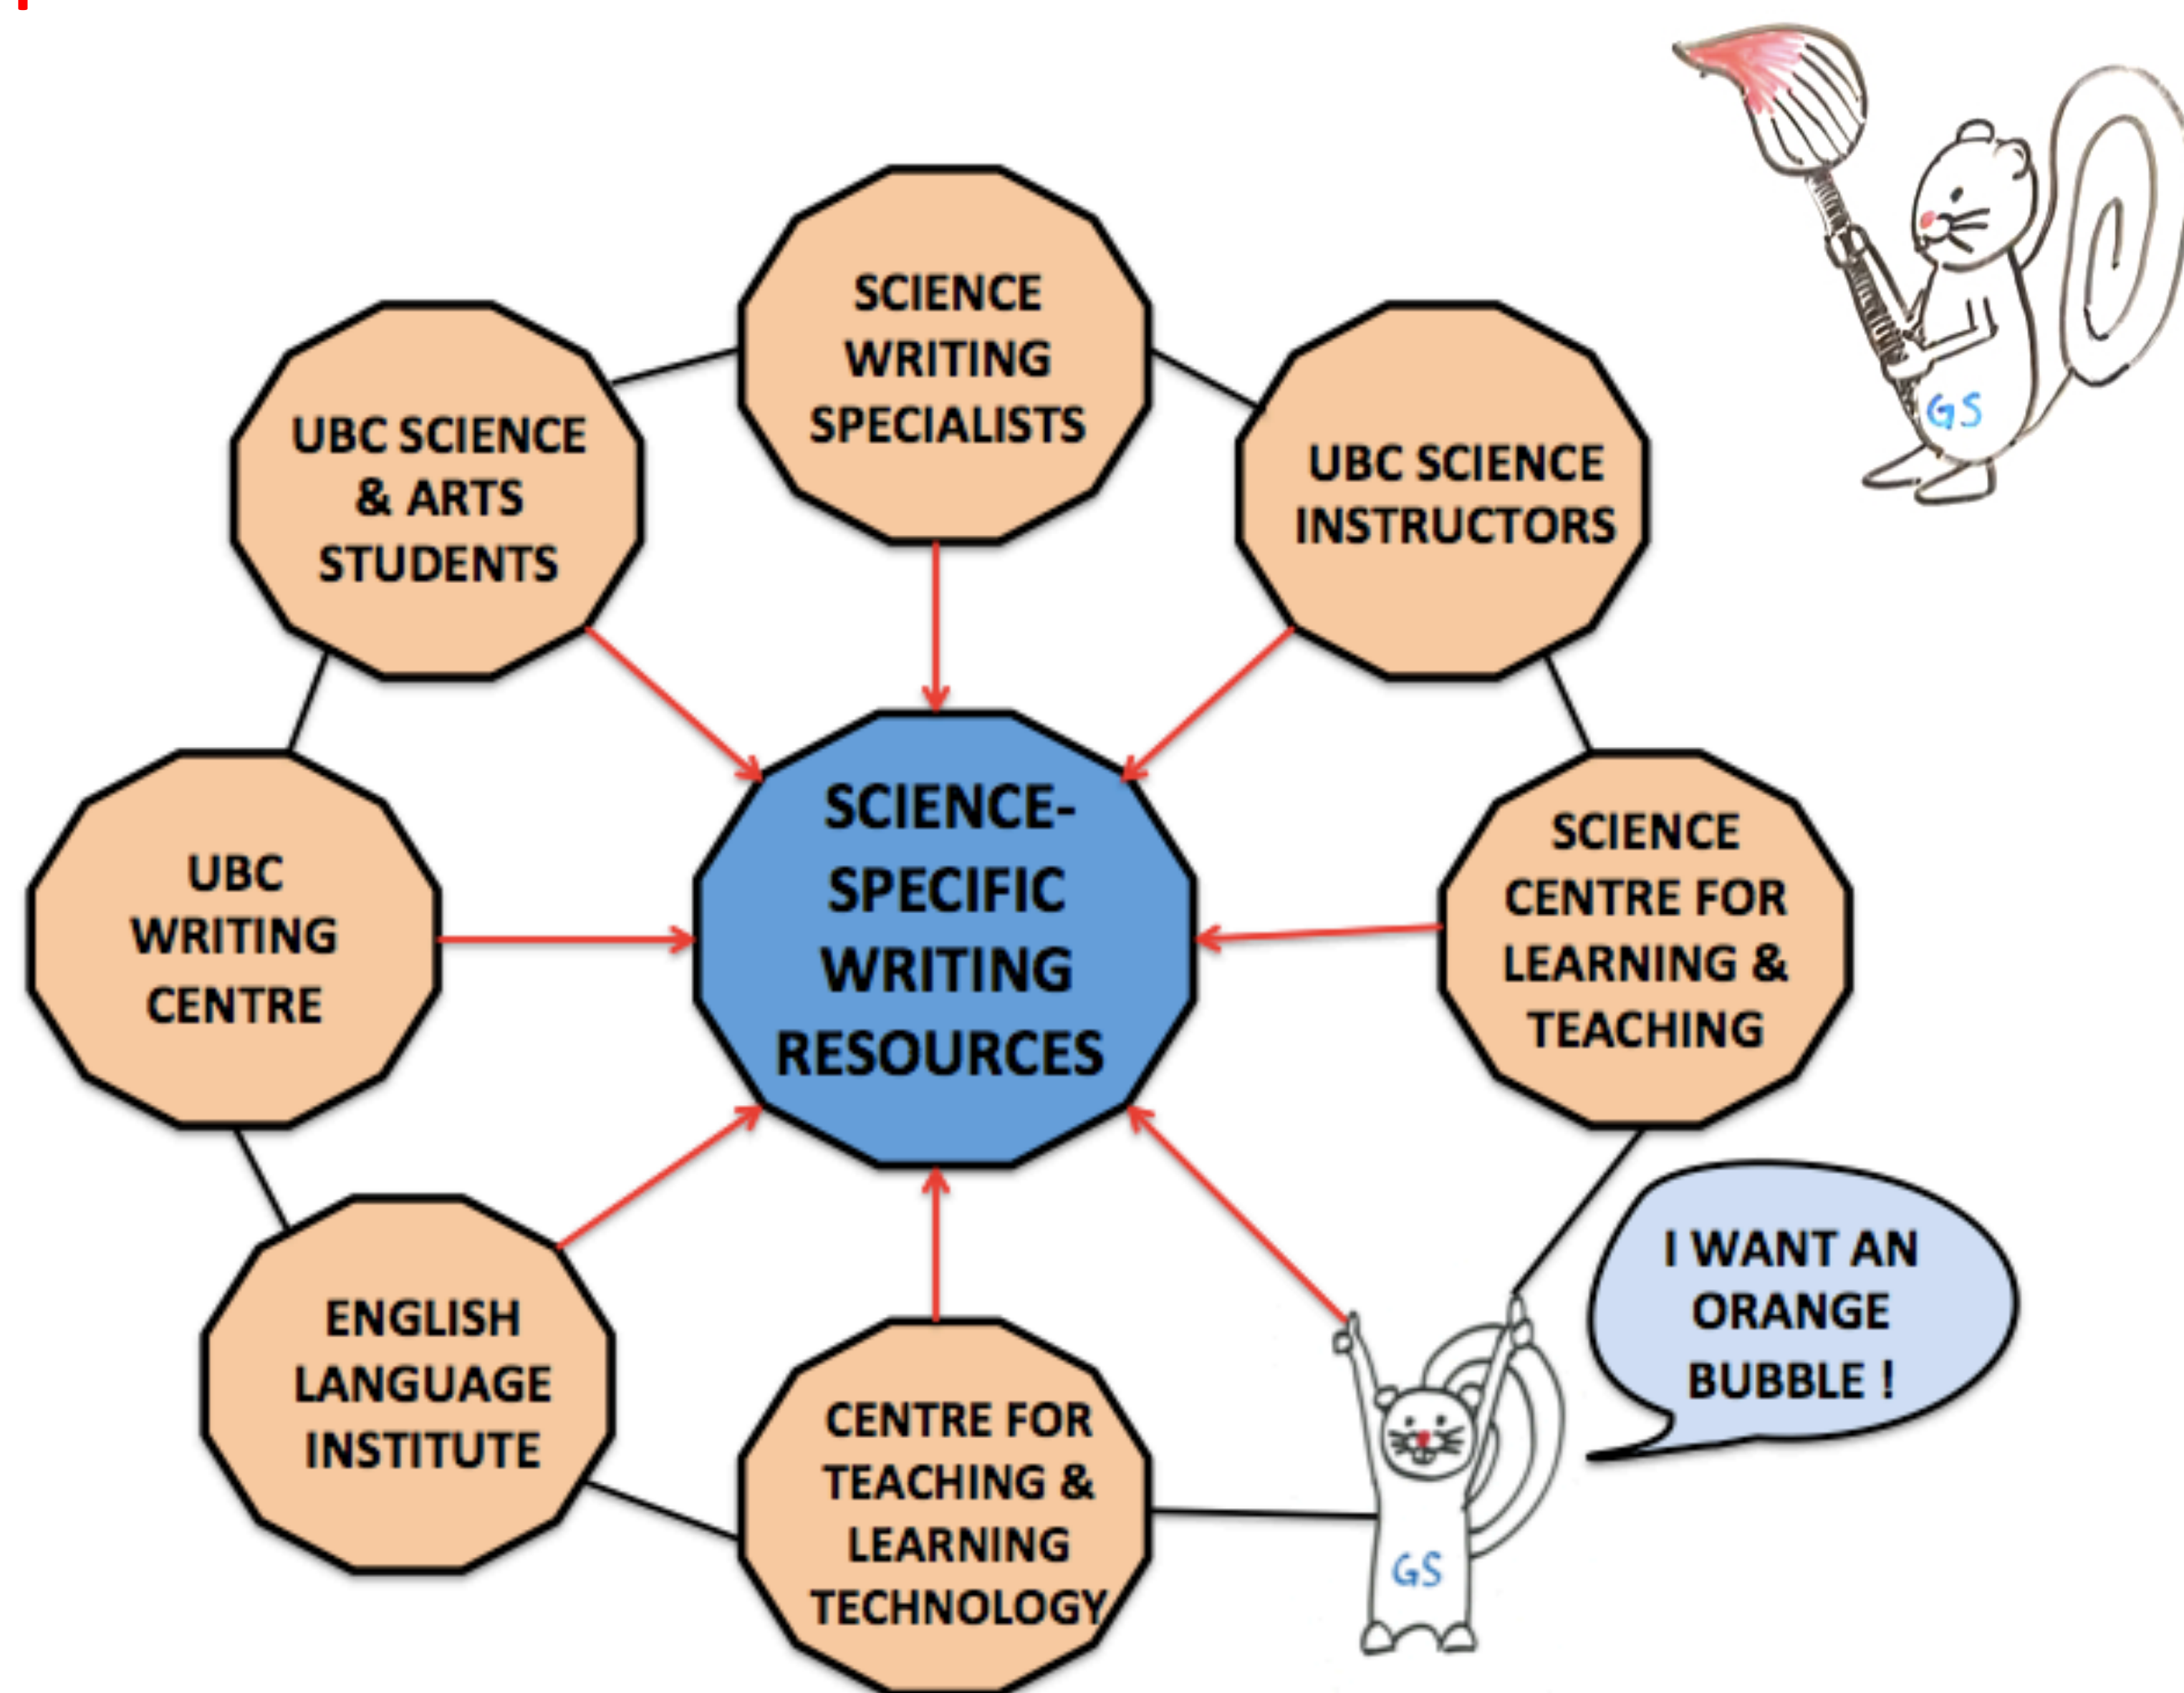 SCIENCE
WRITING
SPECIALISTS
UBC SCIENCE
& ARTS
STUDENTS
UBC SCIENCE
INSTRUCTORS
GS
SCIENCE-
SPECIFIC
WRITING
RESOURCES
UBC
WRITING
CENTRE
SCIENCE
CENTRE FOR
LEARNING &
TEACHING
ENGLISH
LANGUAGE
INSTITUTE
CENTRE FOR
TEACHING &
LEARNING
TECHNOLOGY
I WANT AN
ORANGE
BUBBLE !
GS